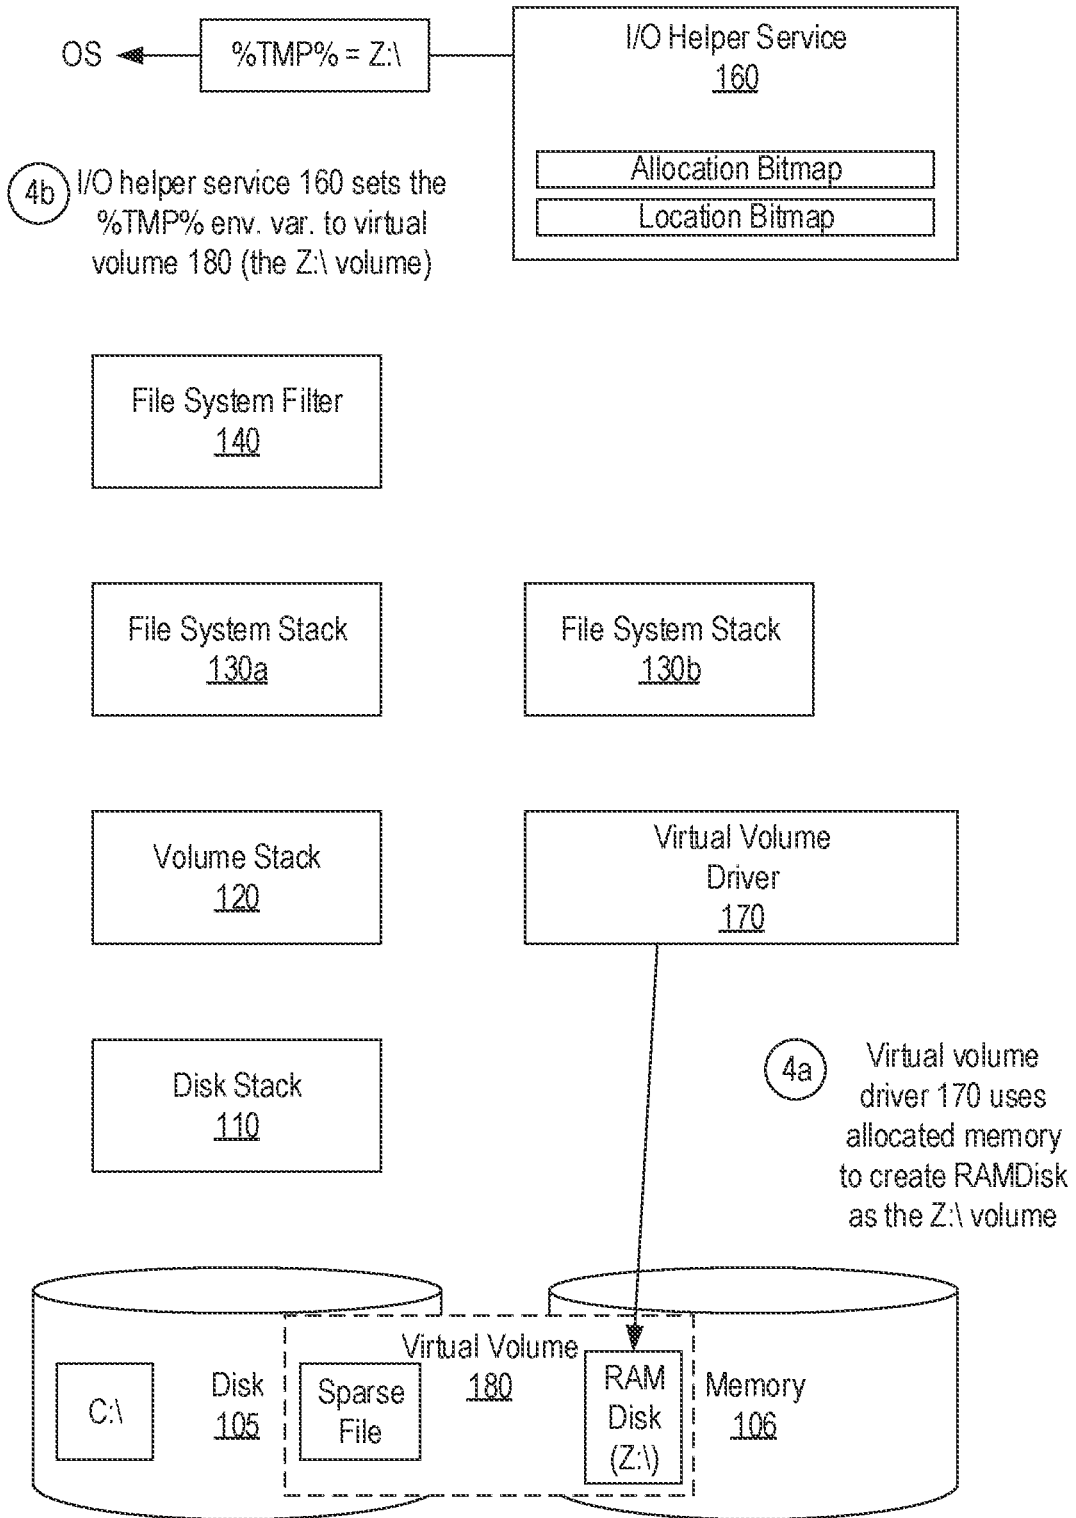 OS
%TMP% = Z:\
I/O Helper Service
160
Allocation Bitmap
Location Bitmap
4b
I/O helper service 160 sets the
%TMP% env. var. to virtual
volume 180 (the Z:\ volume)
File System Filter
140
File System Stack
130a
File System Stack
130b
Volume Stack
120
Virtual Volume
Driver
170
Disk Stack
110
4a
Virtual volume
driver 170 uses
allocated memory
to create RAMDisk
as the Z:\ volume
C:\
Disk
105
Virtual Volume
180
Sparse
File
RAM
Disk
(Z:\)
Memory
106